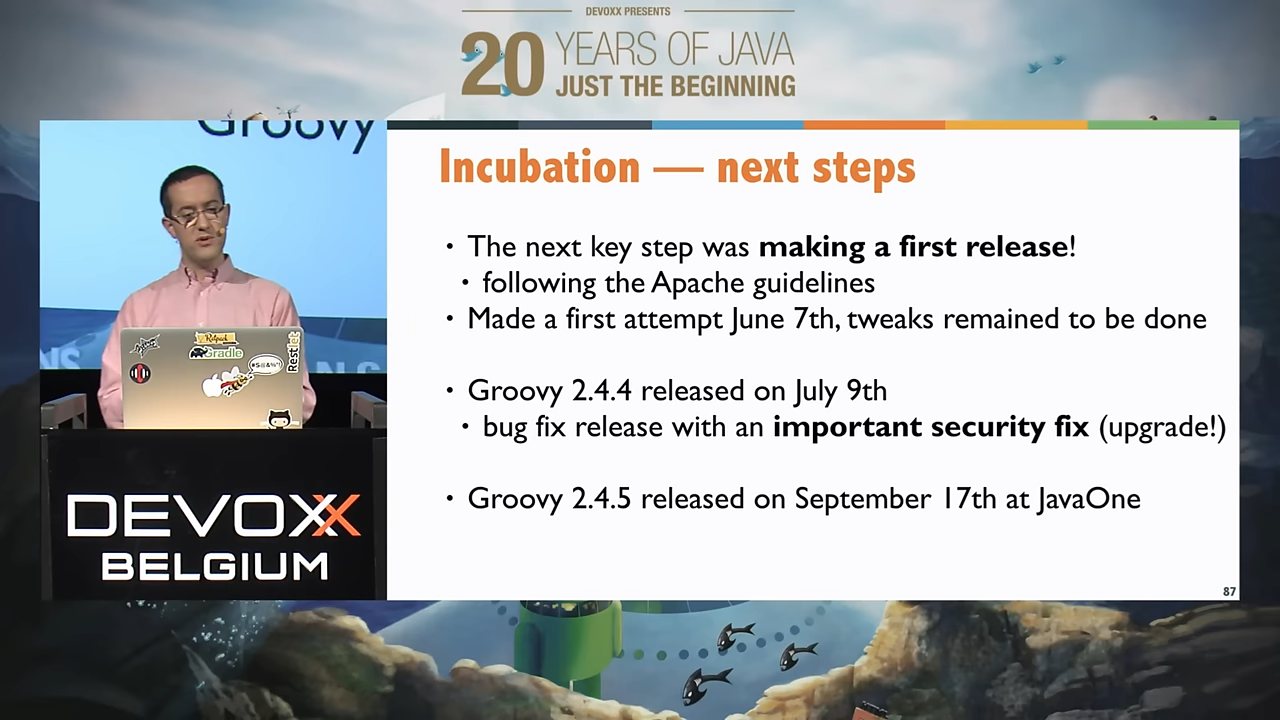 DEVOXX PRESENTS
20 YEARS OF JAVA
JUST THE BEGINNING
Groovy
Incubation — next steps
• The next key step was making a first release!
• following the Apache guidelines
• Made a first attempt June 7th, tweaks remained to be done
• Groovy 2.4.4 released on July 9th
• bug fix release with an important security fix (upgrade!)
• Groovy 2.4.5 released on September 17th at JavaOne
87
Ratpack
Gradle
Restlet
#$@&%*!
DEVOXX
BELGIUM